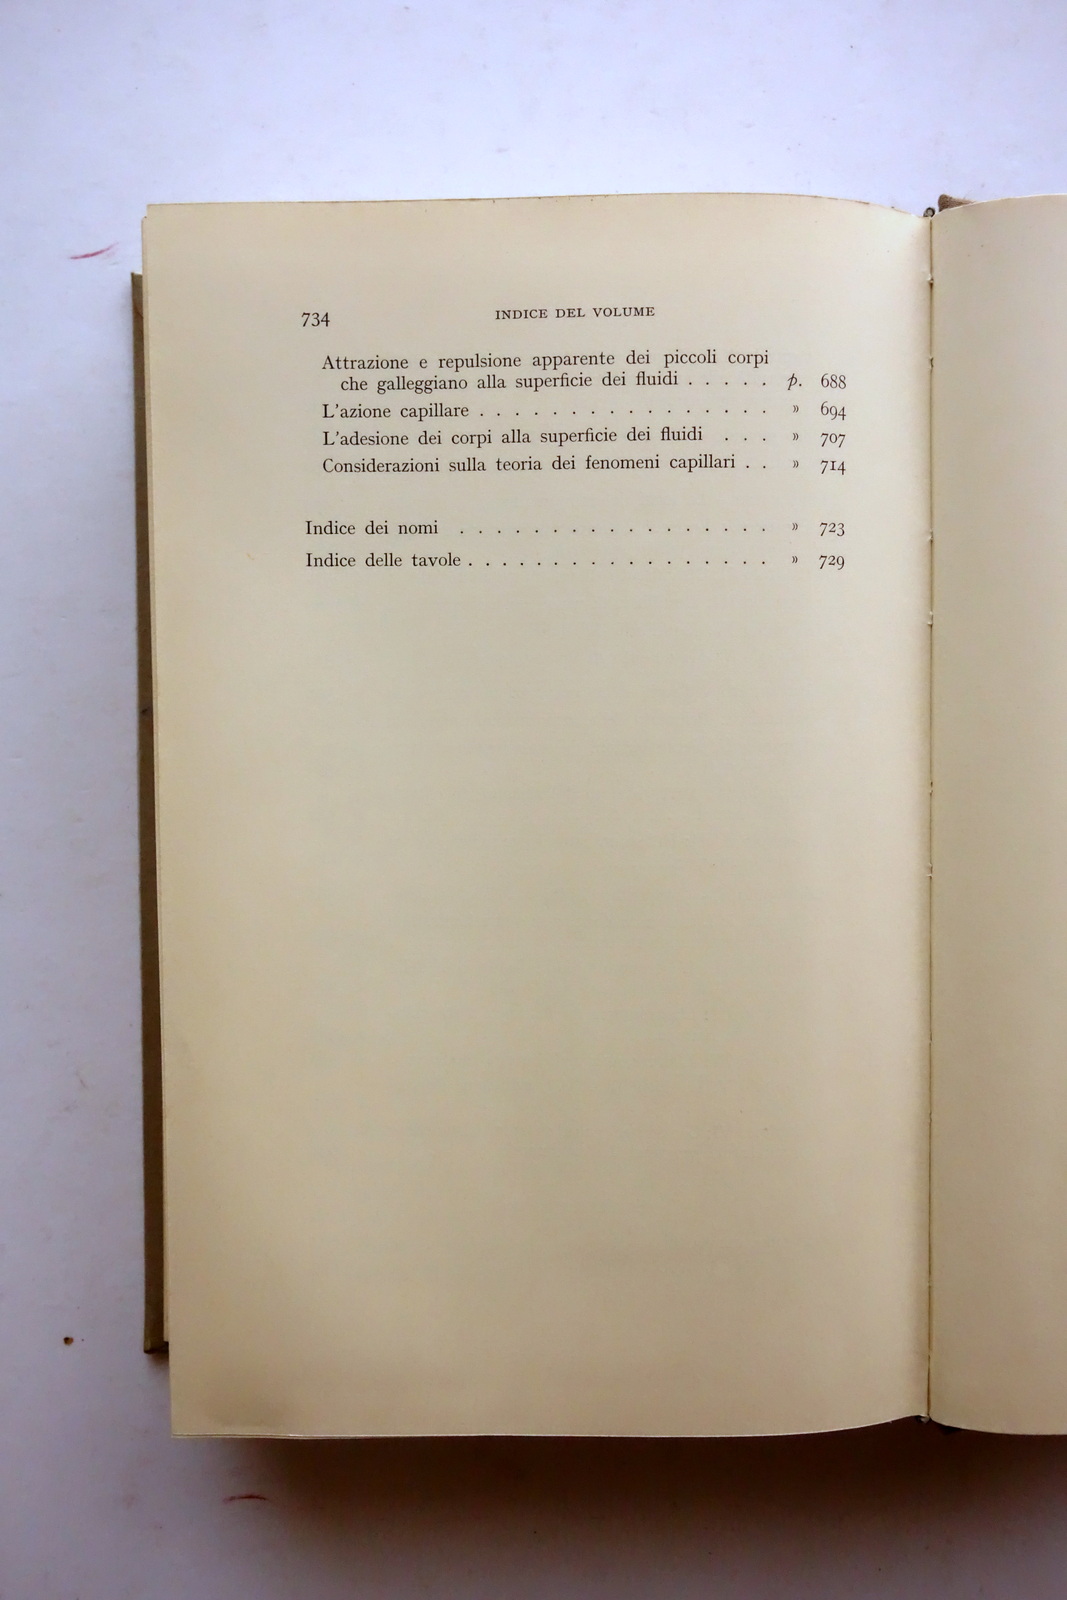 734 INDICE DEL VOLUME
Attrazione e repulsione apparente dei piccoli corpi
che galleggiano alla superficie dei fluidi . . . . . p. 688
L'azione capillare . . . . . . . . . . . . . . . . » 694
L'adesione dei corpi alla superficie dei fluidi . . . » 707
Considerazioni sulla teoria dei fenomeni capillari . . » 714
Indice dei nomi . . . . . . . . . . . . . . . . . » 723
Indice delle tavole . . . . . . . . . . . . . . . . . » 729